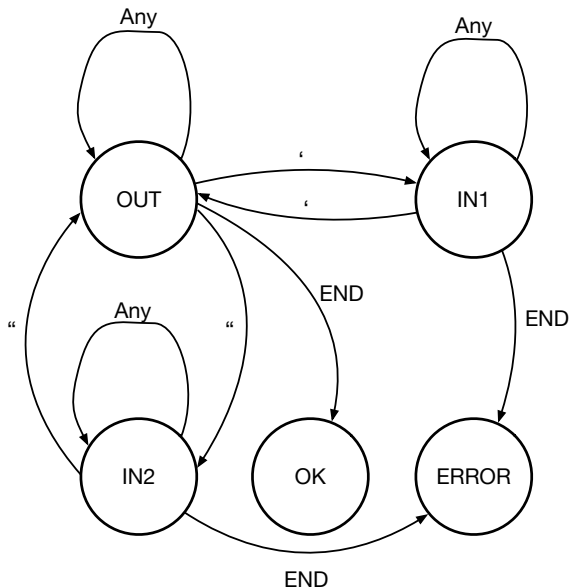 Any
Any
‘
OUT
IN1
‘
END
Any
END
“
“
IN2
OK
ERROR
END